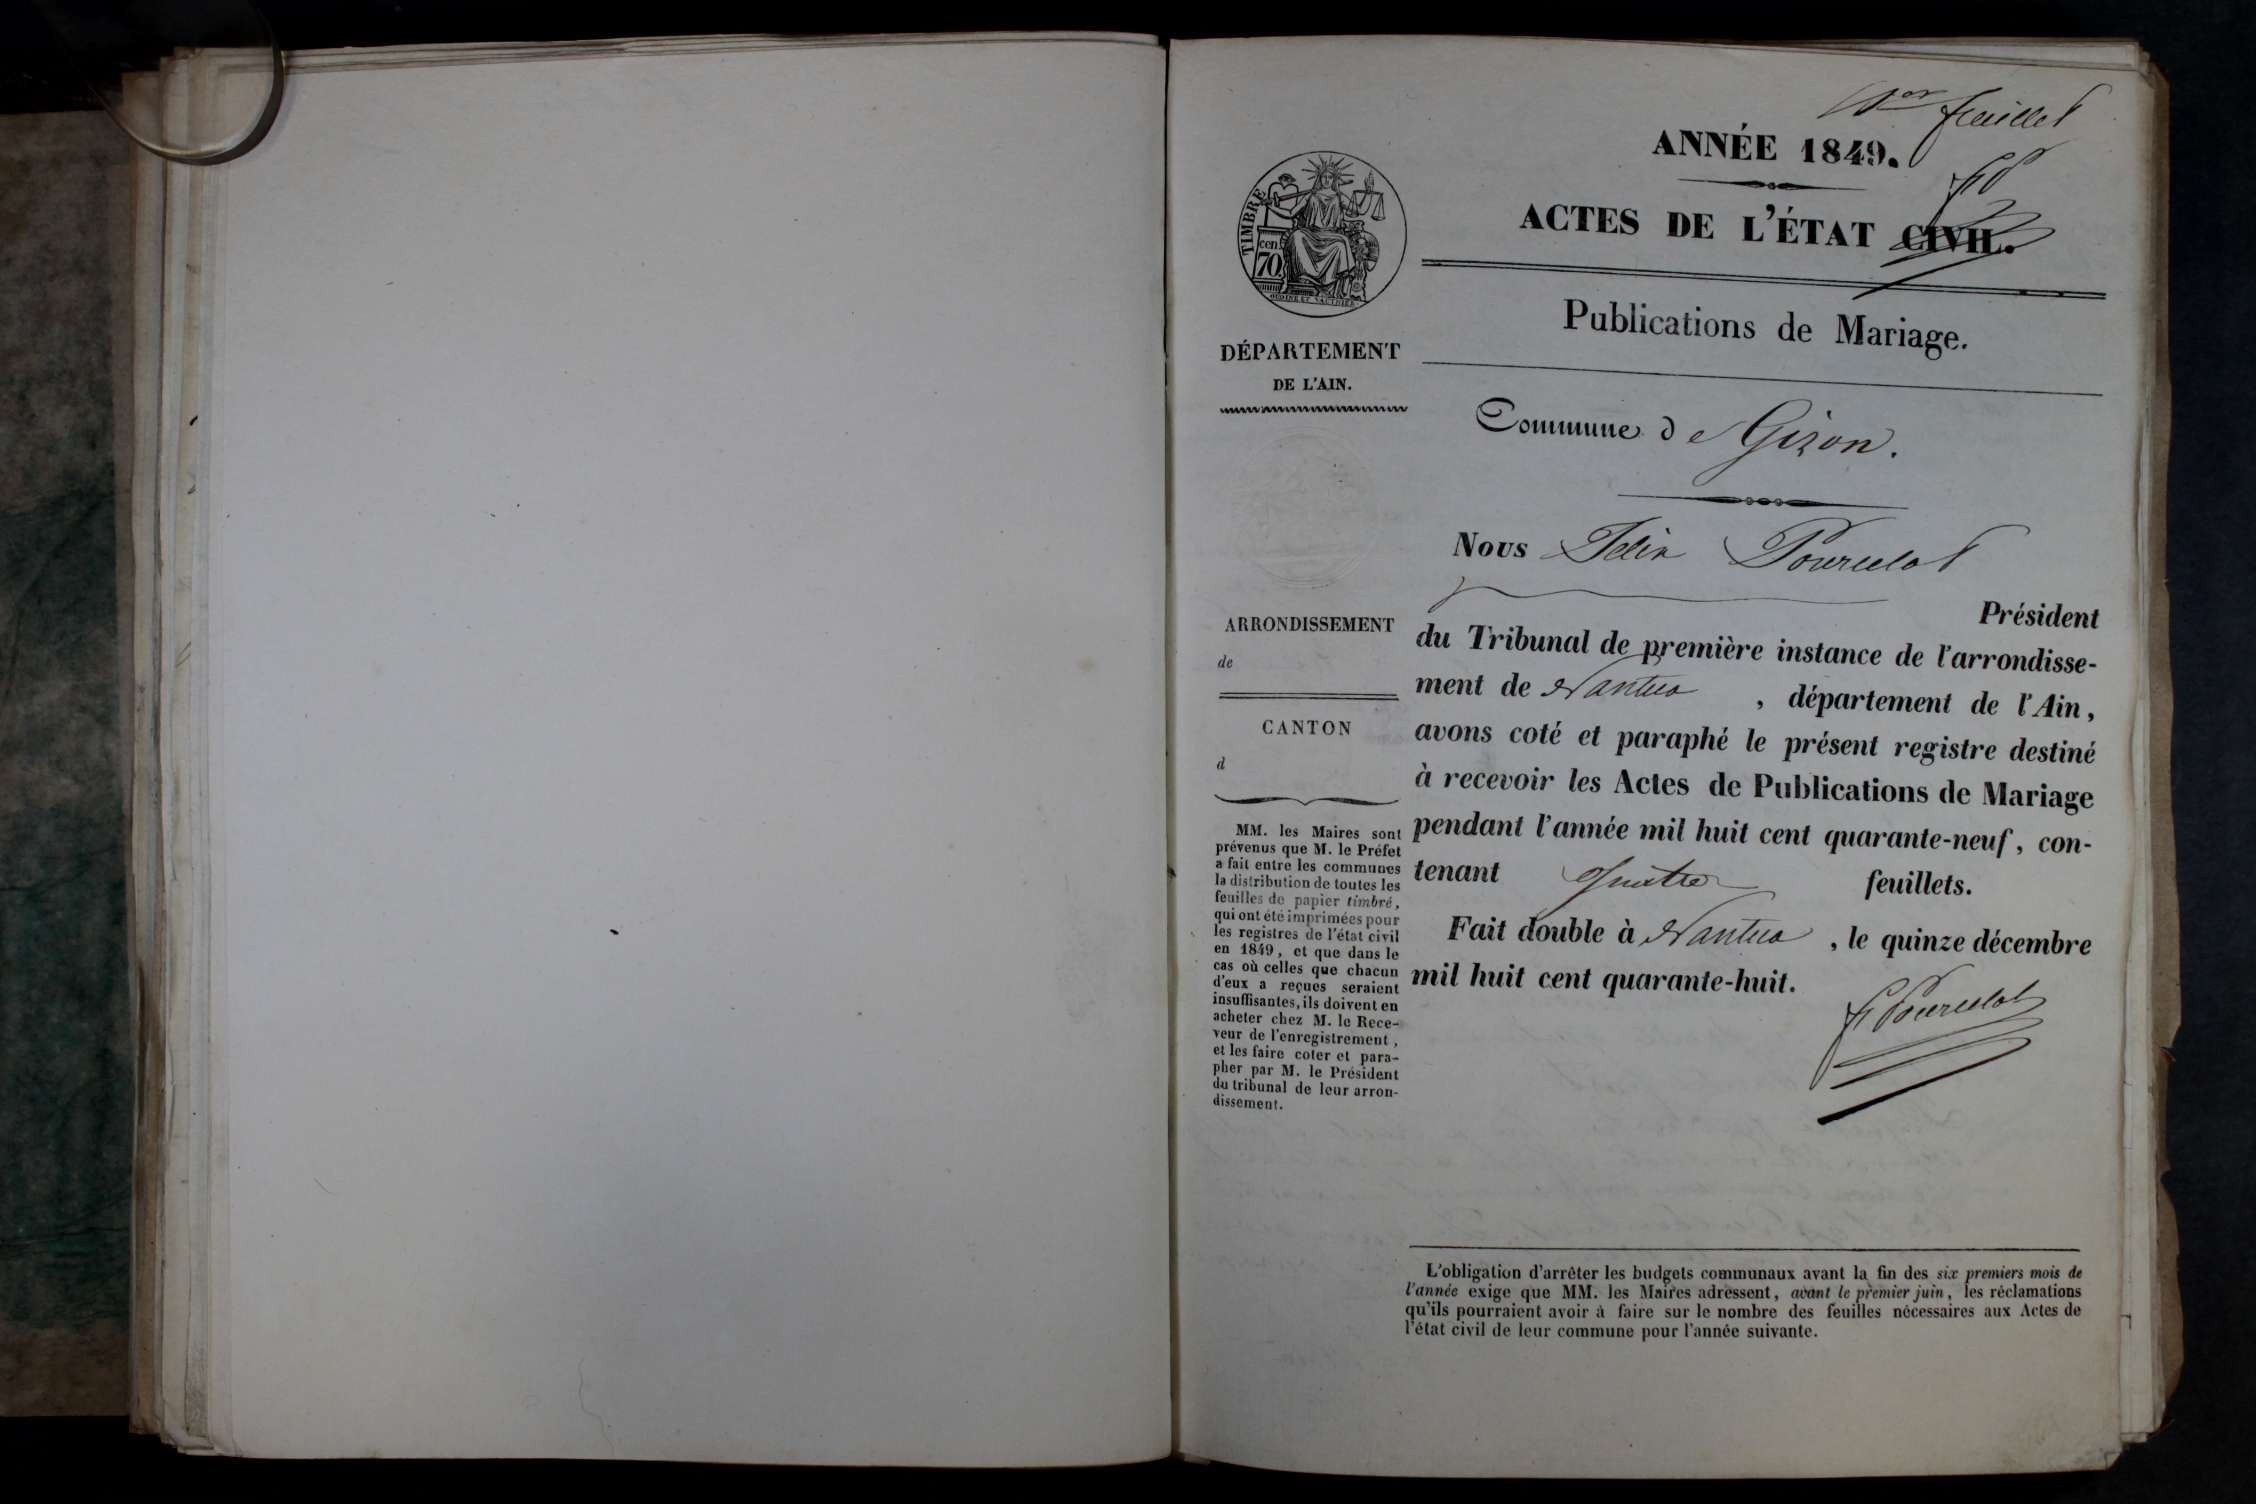 1er feuillet
ANNÉE 1849.
ACTES DE L'ÉTAT CIVIL.
TIMBRE
cen.
70
Publications de Mariage.
DÉPARTEMENT
DE L'AIN.
Commune de Giron.
Nous Félix Pourcelot
Président
du Tribunal de première instance de l'arrondisse-
ment de Nantua , département de l'Ain,
avons coté et paraphé le présent registre destiné
à recevoir les Actes de Publications de Mariage
pendant l'année mil huit cent quarante-neuf, con-
tenant quatre feuillets.
Fait double à Nantua , le quinze décembre
mil huit cent quarante-huit.
F. Pourcelot
ARRONDISSEMENT
de
CANTON
d
MM. les Maires sont
prévenus que M. le Préfet
a fait entre les communes
la distribution de toutes les
feuilles de papier timbré,
qui ont été imprimées pour
les registres de l'état civil
en 1849, et que dans le
cas où celles que chacun
d'eux a reçues seraient
insuffisantes, ils doivent en
acheter chez M. le Rece-
veur de l'enregistrement,
et les faire coter et para-
pher par M. le Président
du tribunal de leur arron-
dissement.
L'obligation d'arrêter les budgets communaux avant la fin des six premiers mois de
l'année exige que MM. les Maires adressent, avant le premier juin, les réclamations
qu'ils pourraient avoir à faire sur le nombre des feuilles nécessaires aux Actes de
l'état civil de leur commune pour l'année suivante.